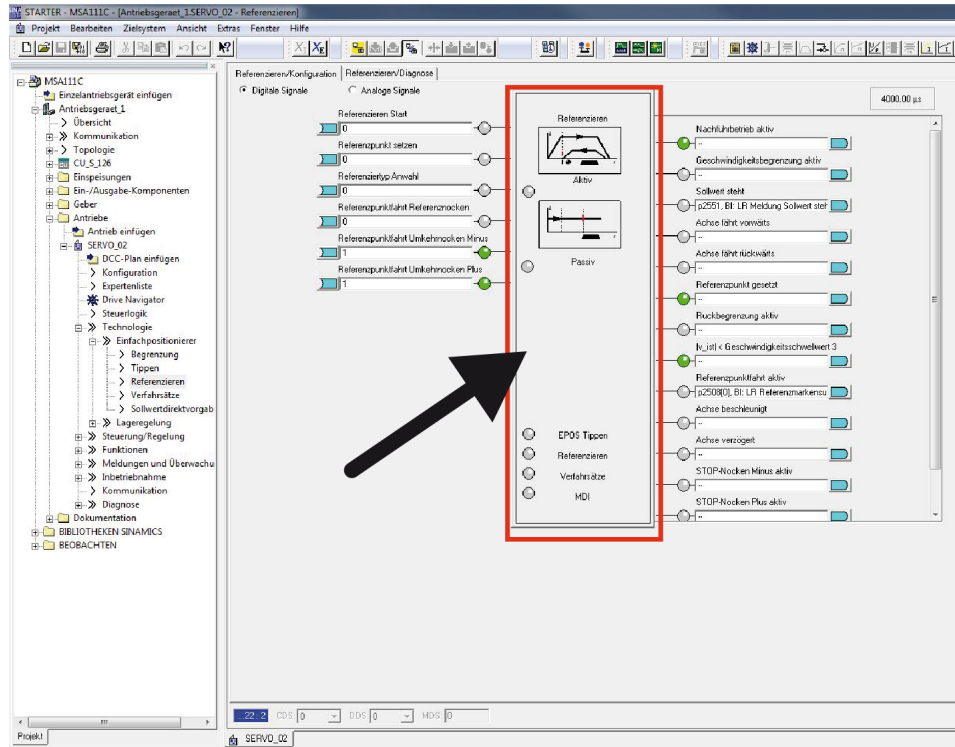 STARTER - MSA111C - [Antriebsgeraet_1.SERVO_02 - Referenzieren]
Projekt Bearbeiten Zielsystem Ansicht Extras Fenster Hilfe
MSA111C
Einzelantriebsgerät einfügen
Antriebsgeraet_1
Übersicht
Kommunikation
Topologie
CU_S_126
Einspeisungen
Ein-/Ausgabe-Komponenten
Geber
Antriebe
Antrieb einfügen
SERVO_02
DCC-Plan einfügen
Konfiguration
Expertenliste
Drive Navigator
Steuerlogik
Technologie
Einfachpositionierer
Begrenzung
Tippen
Referenzieren
Verfahrsätze
Sollwertdirektvorgab
Lageregelung
Steuerung/Regelung
Funktionen
Meldungen und Überwachu
Inbetriebnahme
Kommunikation
Diagnose
Dokumentation
BIBLIOTHEKEN SINAMICS
BEOBACHTEN
Projekt
Referenzieren/Konfiguration Referenzieren/Diagnose
Digitale Signale Analoge Signale
Referenzieren Start
0
Referenzpunkt setzen
0
Referenziertyp Anwahl
0
Referenzpunktfahrt Referenznocken
0
Referenzpunktfahrt Umkehrnocken Minus
1
Referenzpunktfahrt Umkehrnocken Plus
1
Referenzieren
Aktiv
Passiv
EPOS Tippen
Referenzieren
Verfahrsätze
MDI
4000.00 µs
Nachführbetrieb aktiv
--
Geschwindigkeitsbegrenzung aktiv
--
Sollwert steht
p2551, BI: LR Meldung Sollwert steh
Achse fährt vorwärts
--
Achse fährt rückwärts
--
Referenzpunkt gesetzt
--
Ruckbegrenzung aktiv
--
|v_ist| < Geschwindigkeitsschwellwert 3
--
Referenzpunktfahrt aktiv
p2508[0], BI: LR Referenzmarkensu
Achse beschleunigt
--
Achse verzögert
--
STOP-Nocken Minus aktiv
--
STOP-Nocken Plus aktiv
--
..22..2 CDS 0 DDS 0 MDS 0
SERVO_02